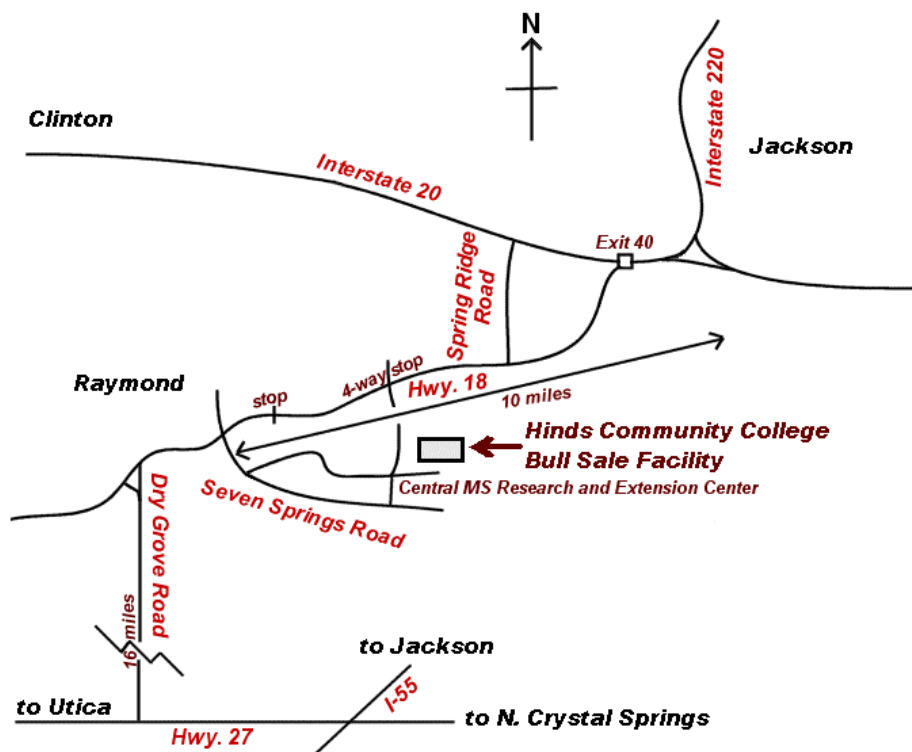 N
Clinton
Interstate 220
Jackson
Interstate 20
Exit 40
Spring Ridge
Road
Raymond
stop
4-way stop
Hwy. 18
10 miles
Hinds Community College
Bull Sale Facility
Central MS Research and Extension Center
Seven Springs Road
Dry Grove Road
16 miles
to Jackson
to Utica
I-55
to N. Crystal Springs
Hwy. 27